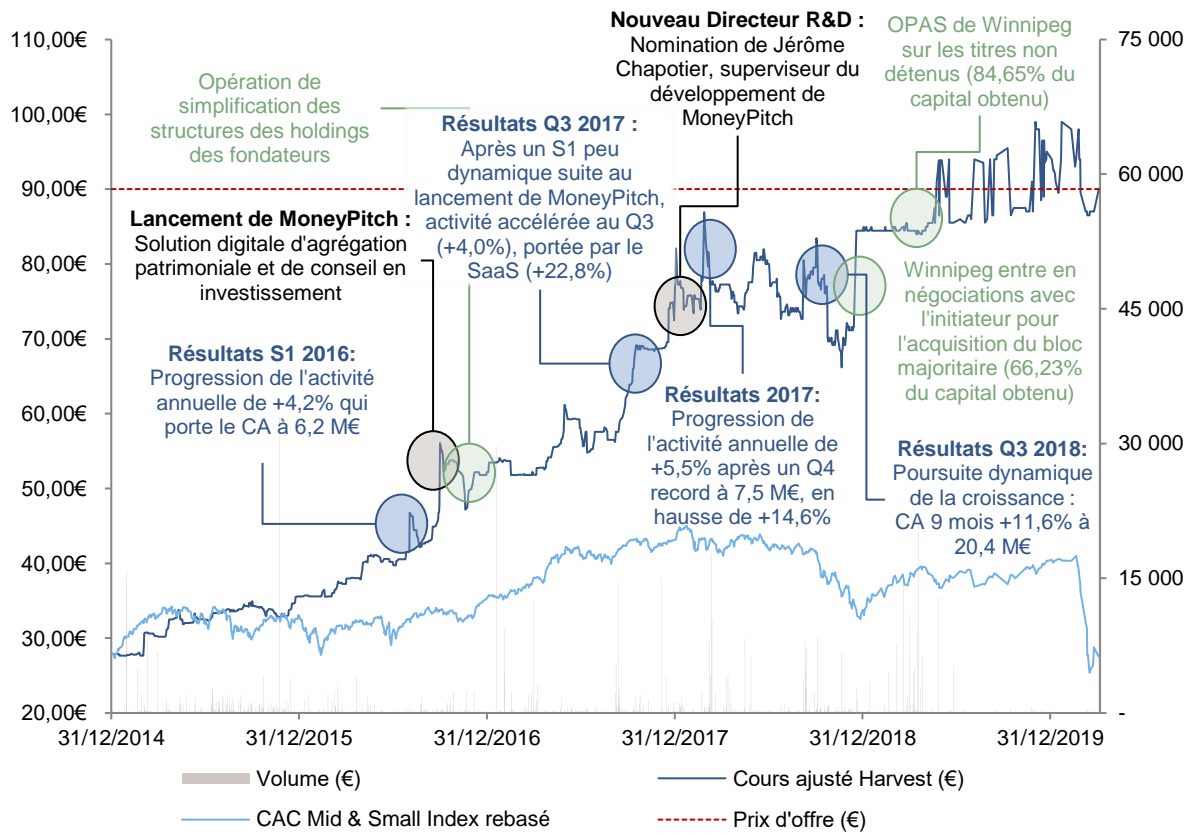 110,00€
100,00€
90,00€
80,00€
70,00€
60,00€
50,00€
40,00€
30,00€
20,00€
75 000
60 000
45 000
30 000
15 000
-
Opération de
simplification des
structures des holdings
des fondateurs
Lancement de MoneyPitch :
Solution digitale d'agrégation
patrimoniale et de conseil en
investissement
Résultats S1 2016:
Progression de l'activité
annuelle de +4,2% qui
porte le CA à 6,2 M€
Résultats Q3 2017 :
Après un S1 peu
dynamique suite au
lancement de MoneyPitch,
activité accélérée au Q3
(+4,0%), portée par le
SaaS (+22,8%)
Nouveau Directeur R&D :
Nomination de Jérôme
Chapotier, superviseur du
développement de
MoneyPitch
OPAS de Winnipeg
sur les titres non
détenus (84,65% du
capital obtenu)
Winnipeg entre en
négociations avec
l'initiateur pour
l'acquisition du bloc
majoritaire (66,23%
du capital obtenu)
Résultats 2017:
Progression de
l'activité annuelle de
+5,5% après un Q4
record à 7,5 M€, en
hausse de +14,6%
Résultats Q3 2018:
Poursuite dynamique
de la croissance :
CA 9 mois +11,6% à
20,4 M€
31/12/2014
31/12/2015
31/12/2016
31/12/2017
31/12/2018
31/12/2019
Volume (€)
Cours ajusté Harvest (€)
CAC Mid & Small Index rebasé
Prix d'offre (€)